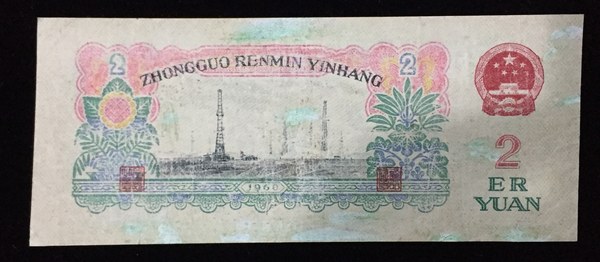 2 2
ZHONGGUO RENMIN YINHANG
1960
2
ER
YUAN